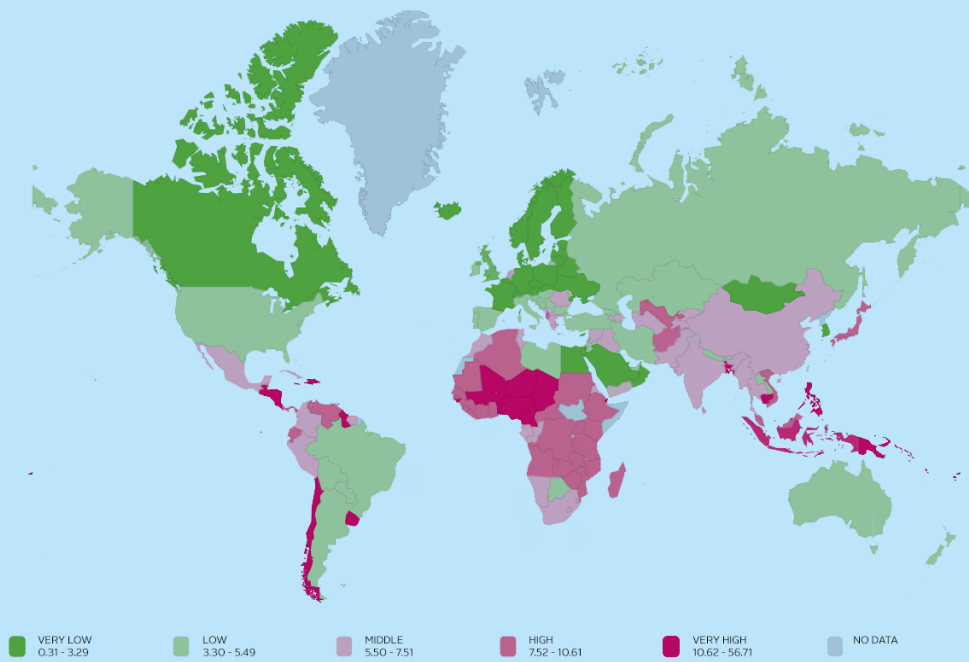 VERY LOW
0.31 - 3.29
LOW
3.30 - 5.49
MIDDLE
5.50 - 7.51
HIGH
7.52 - 10.61
VERY HIGH
10.62 - 56.71
NO DATA